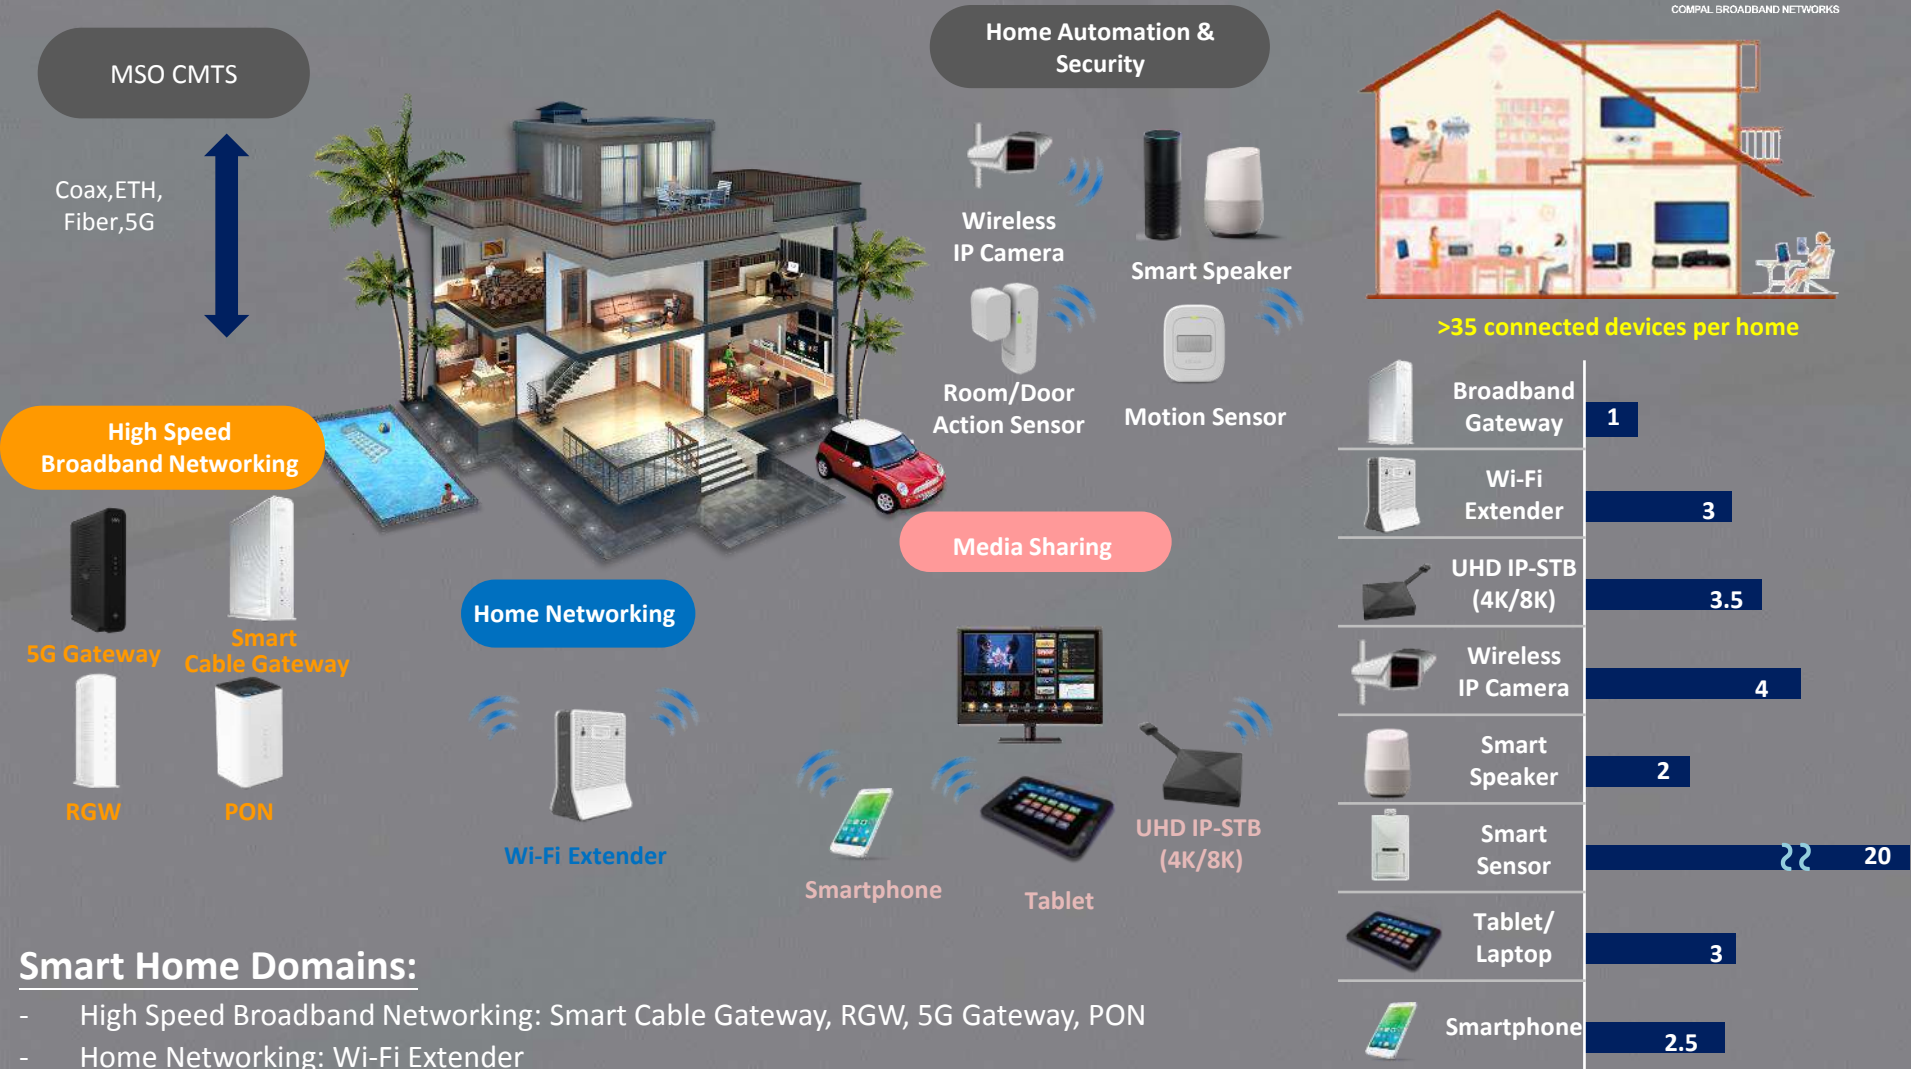 COMPAL BROADBAND NETWORKS
MSO CMTS
Coax,ETH,
Fiber,5G
High Speed
Broadband Networking
5G Gateway
Smart
Cable Gateway
RGW
PON
Home Networking
Wi-Fi Extender
Home Automation &
Security
Wireless
IP Camera
Smart Speaker
Room/Door
Action Sensor
Motion Sensor
Media Sharing
Smartphone
Tablet
UHD IP-STB
(4K/8K)
>35 connected devices per home
Broadband
Gateway
1
Wi-Fi
Extender
3
UHD IP-STB
(4K/8K)
3.5
Wireless
IP Camera
4
Smart
Speaker
2
Smart
Sensor
20
Tablet/
Laptop
3
Smartphone
2.5
Smart Home Domains:
- High Speed Broadband Networking: Smart Cable Gateway, RGW, 5G Gateway, PON
- Home Networking: Wi-Fi Extender